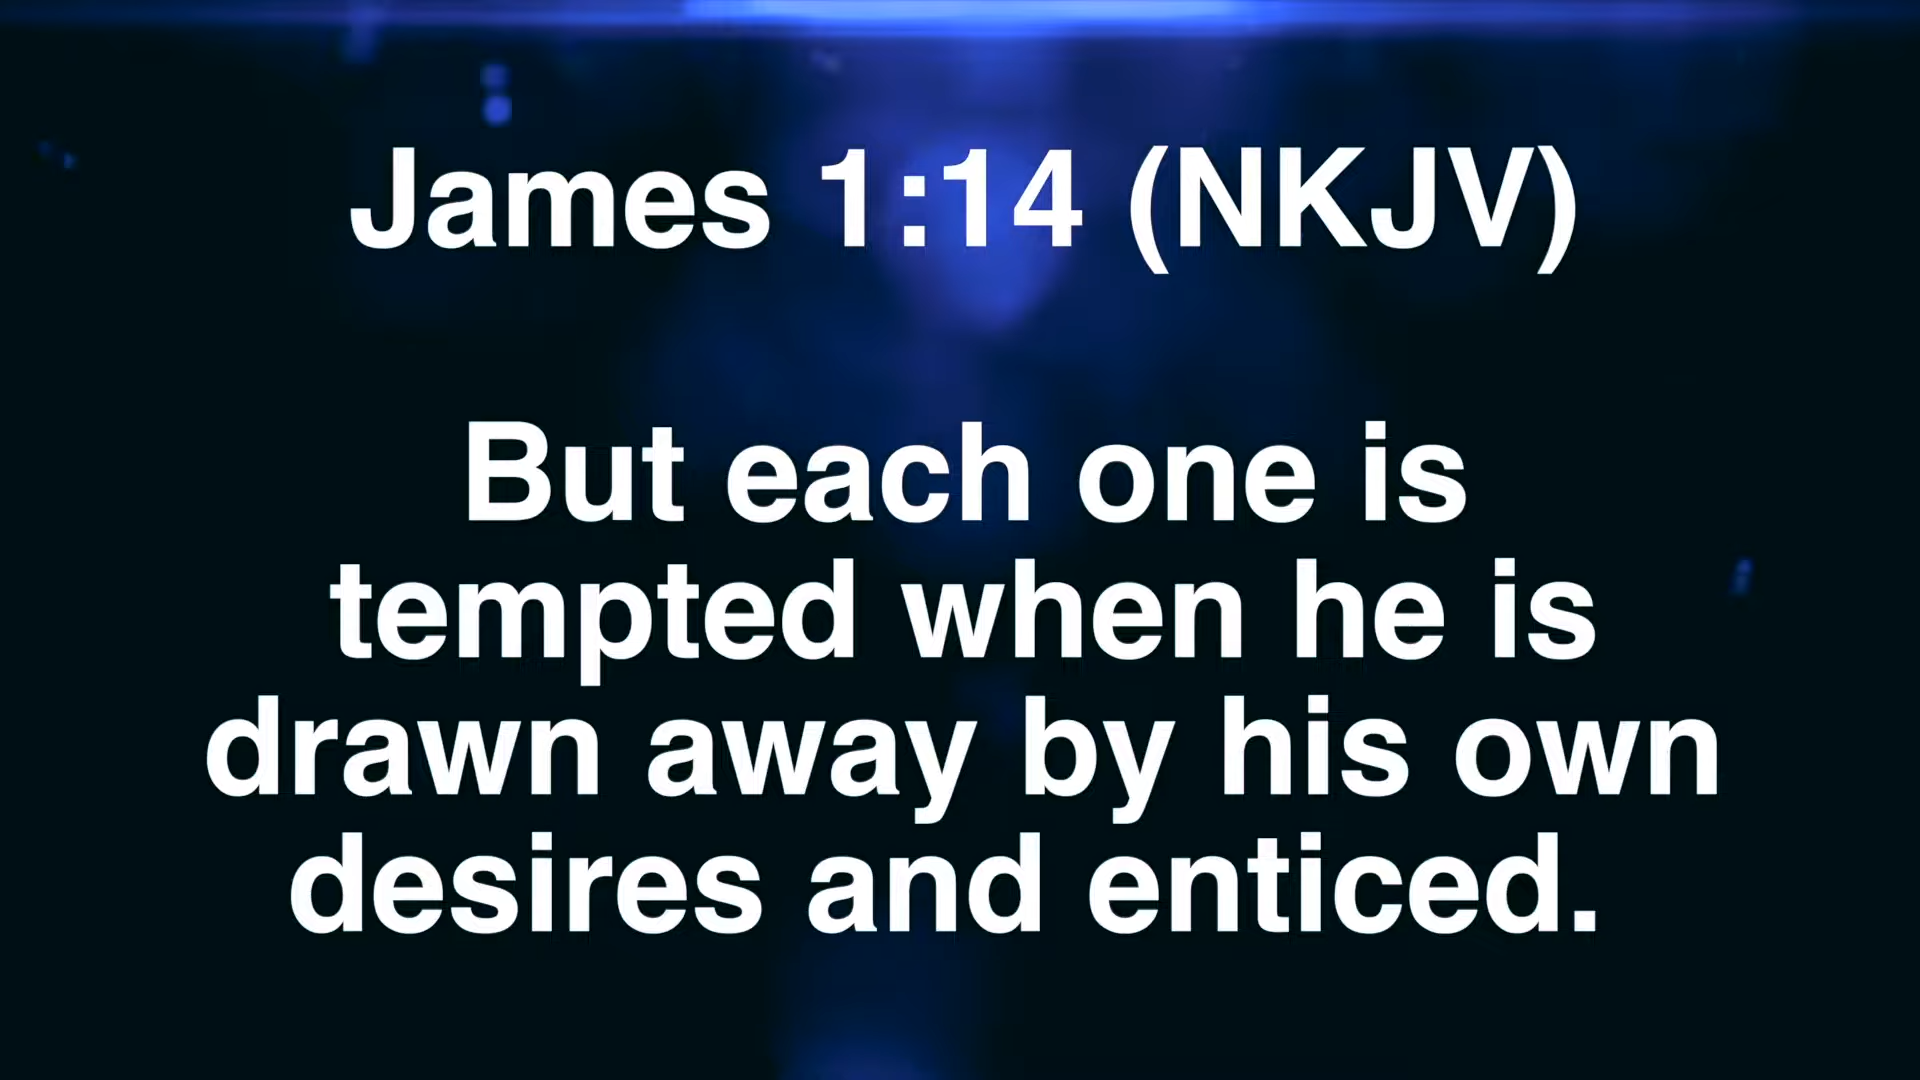 James 1:14 (NKJV)
But each one is
tempted when he is
drawn away by his own
desires and enticed.